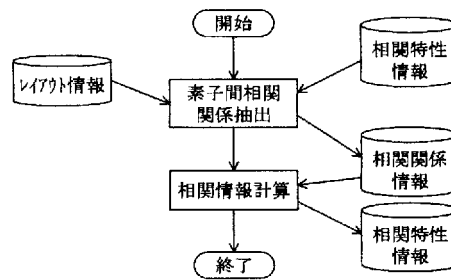 開始
相関特性
情報
レイアウト情報
素子間相関
関係抽出
相関関係
情報
相関情報計算
相関特性
情報
終了